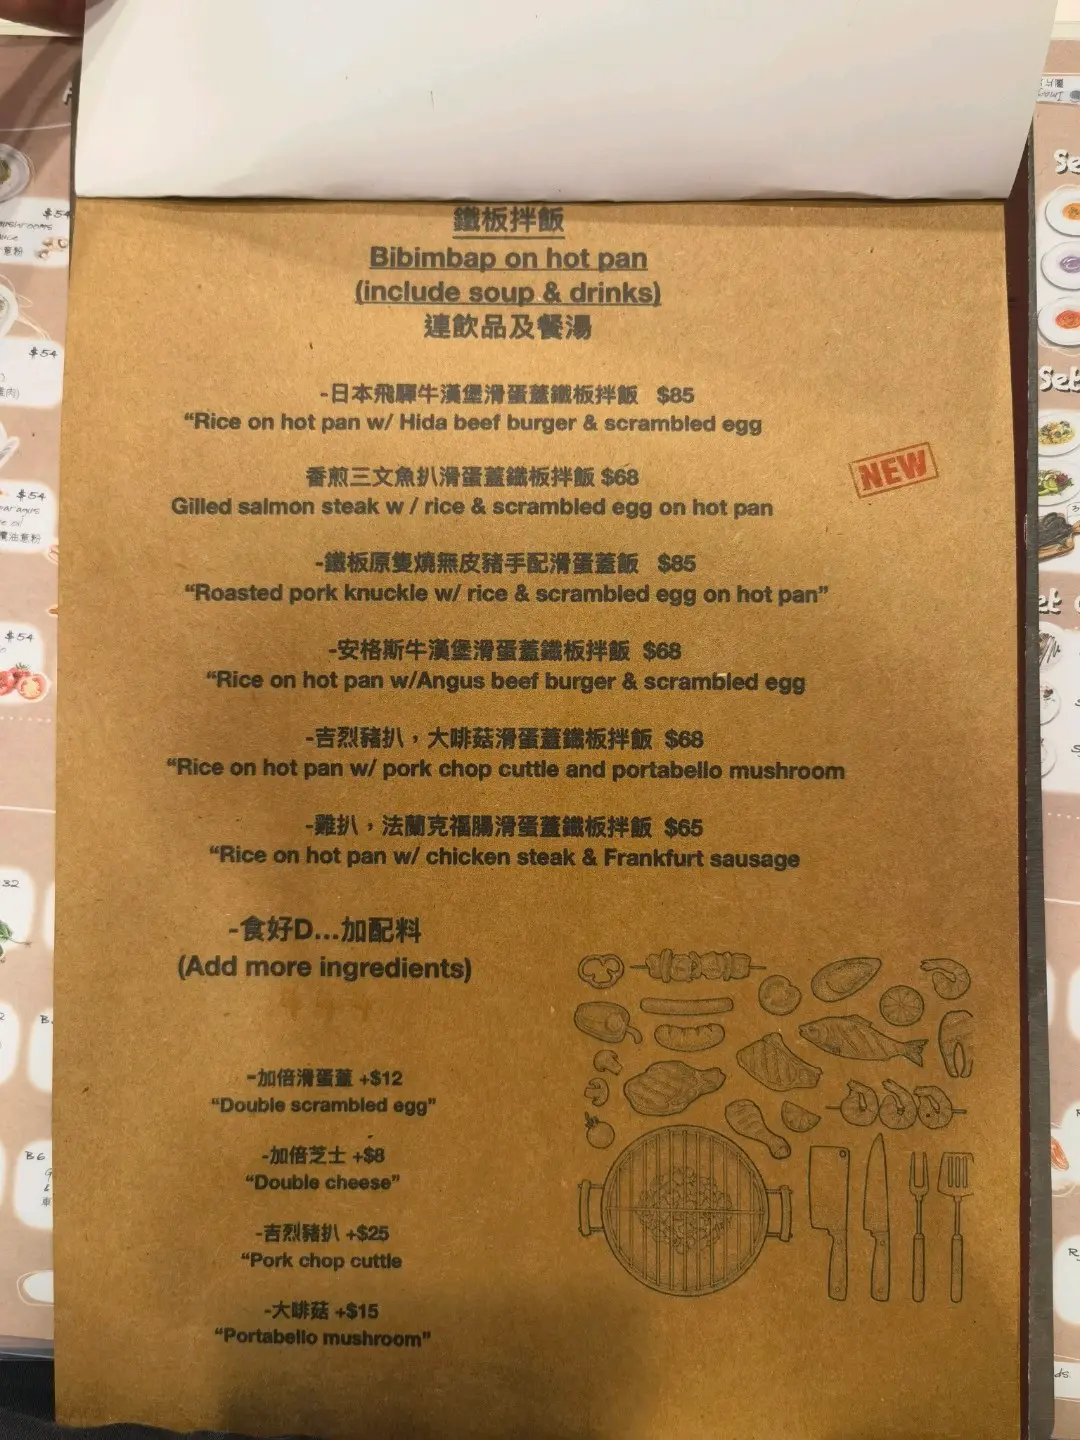 鐵板拌飯
Bibimbap on hot pan
(include soup & drinks)
連飲品及餐湯
-日本飛驒牛漢堡滑蛋蓋鐵板拌飯 $85
“Rice on hot pan w/ Hida beef burger & scrambled egg
番煎三文魚扒滑蛋蓋鐵板拌飯 $68
NEW
Gilled salmon steak w / rice & scrambled egg on hot pan
-鐵板原隻燒無皮豬手配滑蛋蓋飯 $85
“Roasted pork knuckle w/ rice & scrambled egg on hot pan”
-安格斯牛漢堡滑蛋蓋鐵板拌飯 $68
“Rice on hot pan w/Angus beef burger & scrambled egg
-吉烈豬扒，大啡菇滑蛋蓋鐵板拌飯 $68
“Rice on hot pan w/ pork chop cuttle and portabello mushroom
-雞扒，法蘭克福腸滑蛋蓋鐵板拌飯 $65
“Rice on hot pan w/ chicken steak & Frankfurt sausage
-食好D...加配料
(Add more ingredients)
-加倍滑蛋蓋 +$12
“Double scrambled egg”
-加倍芝士 +$8
“Double cheese”
-吉烈豬扒 +$25
“Pork chop cuttle
-大啡菇 +$15
“Portabello mushroom”
$54
$54
$54
$54
B6
Set